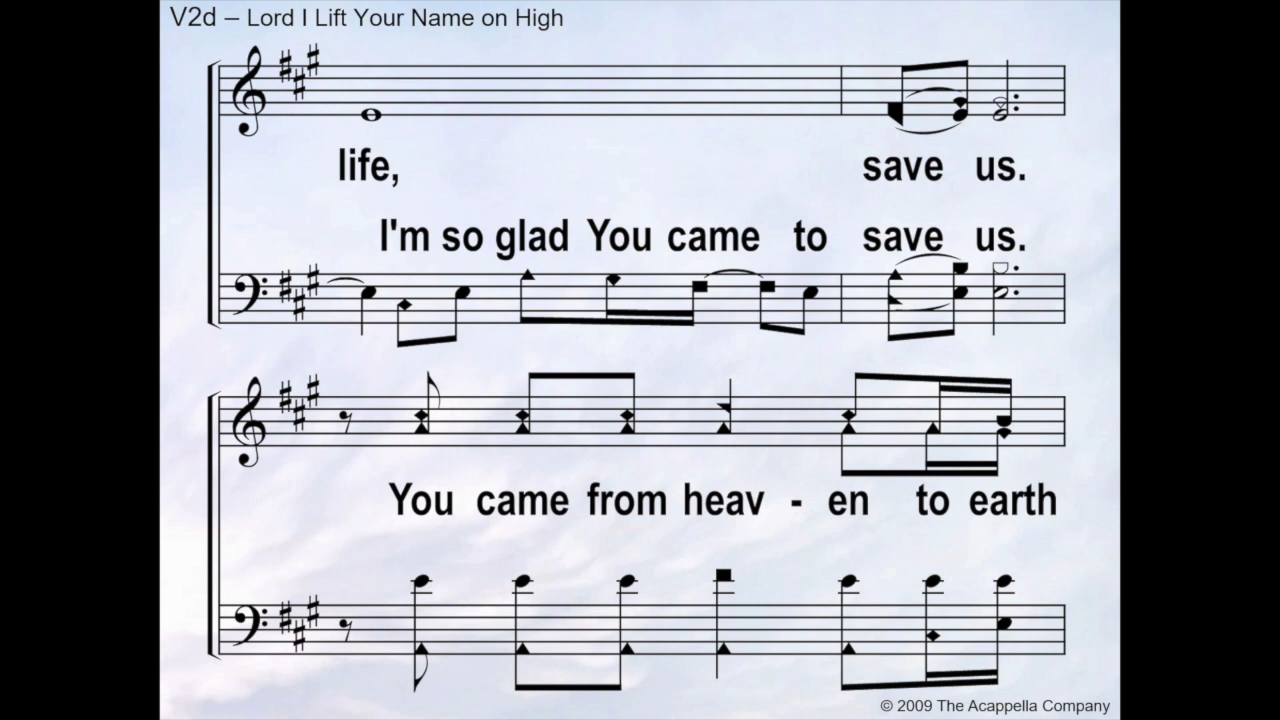 V2d – Lord I Lift Your Name on High
life, save us.
I'm so glad You came to save us.
You came from heav - en to earth
© 2009 The Acappella Company